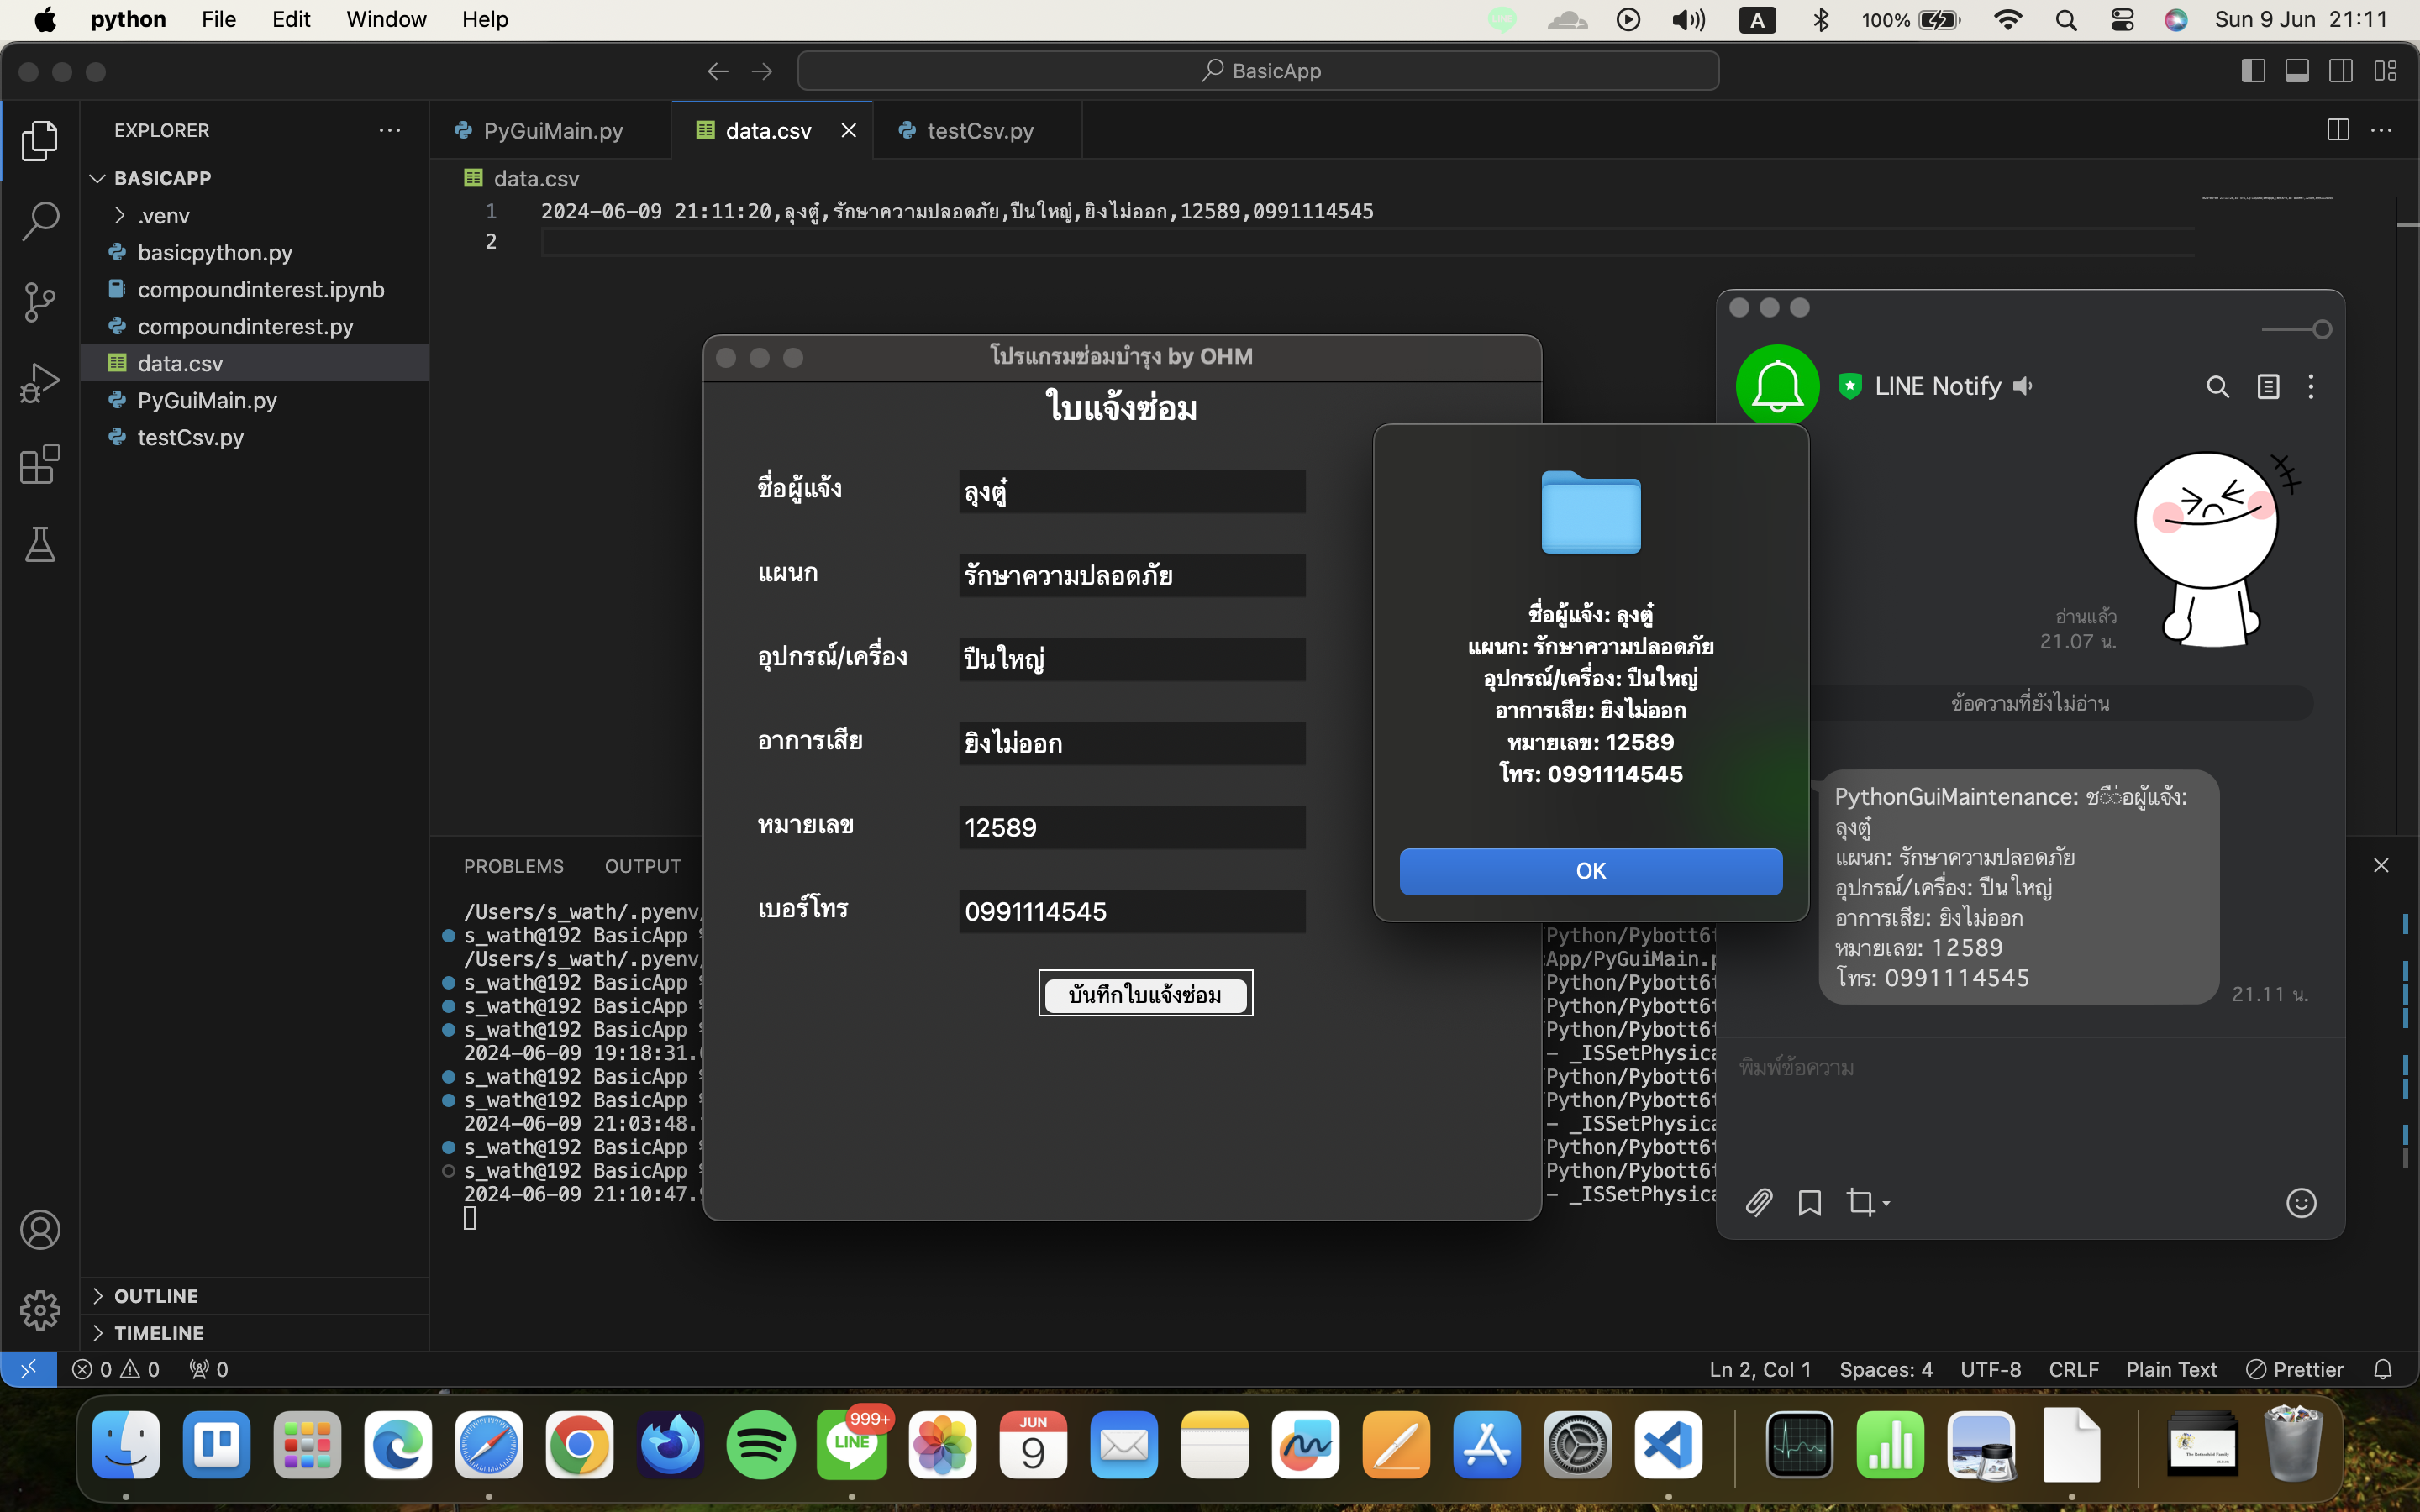 python File Edit Window Help
A 100% Sun 9 Jun 21:11
BasicApp
EXPLORER
BASICAPP
.venv
basicpython.py
compoundinterest.ipynb
compoundinterest.py
data.csv
PyGuiMain.py
testCsv.py
OUTLINE
TIMELINE
PyGuiMain.py data.csv testCsv.py
data.csv
1 2024-06-09 21:11:20,ลุงตู่,รักษาความปลอดภัย,ปืนใหญ่,ยิงไม่ออก,12589,0991114545
2
โปรแกรมซ่อมบำรุง by OHM
ใบแจ้งซ่อม
ชื่อผู้แจ้ง ลุงตู่
แผนก รักษาความปลอดภัย
อุปกรณ์/เครื่อง ปืนใหญ่
อาการเสีย ยิงไม่ออก
หมายเลข 12589
เบอร์โทร 0991114545
บันทึกใบแจ้งซ่อม
ชื่อผู้แจ้ง: ลุงตู่
แผนก: รักษาความปลอดภัย
อุปกรณ์/เครื่อง: ปืนใหญ่
อาการเสีย: ยิงไม่ออก
หมายเลข: 12589
โทร: 0991114545
OK
LINE Notify
อ่านแล้ว
21.07 น.
ข้อความที่ยังไม่อ่าน
PythonGuiMaintenance: ชื่อผู้แจ้ง:
ลุงตู่
แผนก: รักษาความปลอดภัย
อุปกรณ์/เครื่อง: ปืนใหญ่
อาการเสีย: ยิงไม่ออก
หมายเลข: 12589
โทร: 0991114545
21.11 น.
พิมพ์ข้อความ
PROBLEMS OUTPUT
/Users/s_wath/.pyenv
s_wath@192 BasicApp /Python/Pybott6
/Users/s_wath/.pyenv App/PyGuiMain.
s_wath@192 BasicApp /Python/Pybott6
s_wath@192 BasicApp /Python/Pybott6
s_wath@192 BasicApp /Python/Pybott6
2024-06-09 19:18:31. - _ISSetPhysica
s_wath@192 BasicApp /Python/Pybott6
s_wath@192 BasicApp /Python/Pybott6
2024-06-09 21:03:48. - _ISSetPhysica
s_wath@192 BasicApp /Python/Pybott6
s_wath@192 BasicApp /Python/Pybott6
2024-06-09 21:10:47. - _ISSetPhysica
0 0 0 Ln 2, Col 1 Spaces: 4 UTF-8 CRLF Plain Text Prettier
999+
LINE
JUN
9